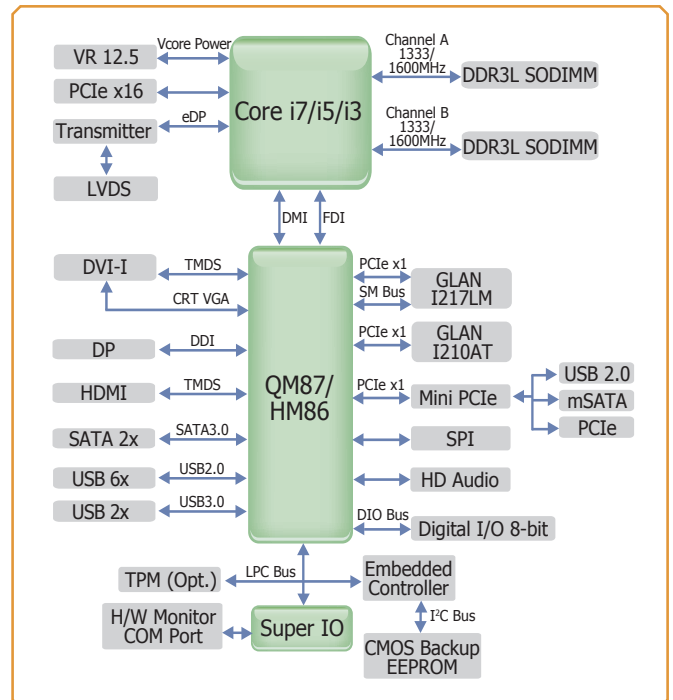 VR 12.5
Vcore Power
PCIe x16
Transmitter
eDP
LVDS
Core i7/i5/i3
Channel A
1333/
1600MHz
DDR3L SODIMM
Channel B
1333/
1600MHz
DDR3L SODIMM
DMI
FDI
DVI-I
TMDS
CRT VGA
DP
DDI
HDMI
TMDS
SATA 2x
SATA3.0
USB 6x
USB2.0
USB 2x
USB3.0
QM87/
HM86
PCIe x1
SM Bus
GLAN
I217LM
PCIe x1
GLAN
I210AT
PCIe x1
Mini PCIe
USB 2.0
mSATA
PCIe
SPI
HD Audio
DIO Bus
Digital I/O 8-bit
TPM (Opt.)
LPC Bus
Embedded
Controller
H/W Monitor
COM Port
Super IO
I²C Bus
CMOS Backup
EEPROM